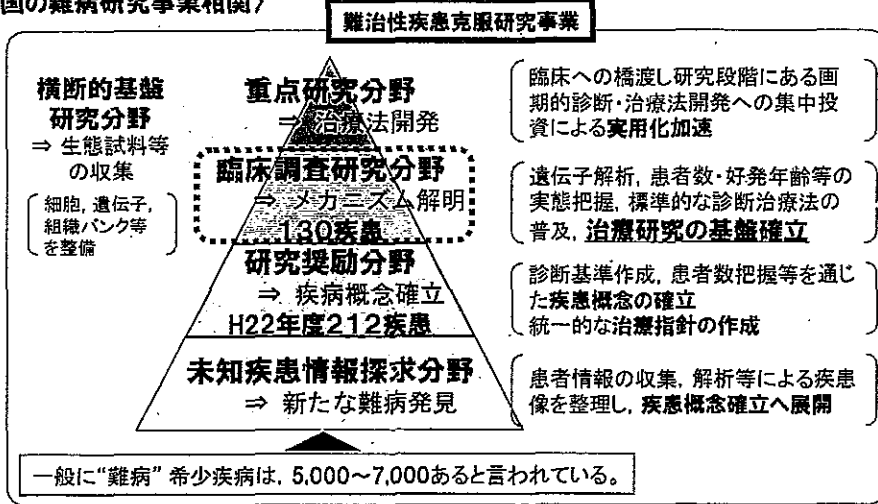 国の難病研究事業相関〉
難治性疾患克服研究事業
横断的基盤
研究分野
⇒ 生態試料等
の収集
細胞, 遺伝子,
組織バンク等
を整備
重点研究分野
⇒ 治療法開発
臨床調査研究分野
⇒ メカニズム解明
130疾患
研究奨励分野
⇒ 疾病概念確立
H22年度212疾患
未知疾患情報探求分野
⇒ 新たな難病発見
臨床への橋渡し研究段階にある画
期的診断・治療法開発への集中投
資による実用化加速
遺伝子解析, 患者数・好発年齢等の
実態把握, 標準的な診断治療法の
普及, 治療研究の基盤確立
診断基準作成, 患者数把握等を通じ
た疾患概念の確立
統一的な治療指針の作成
患者情報の収集, 解析等による疾患
像を整理し, 疾患概念確立へ展開
一般に“難病” 希少疾病は, 5,000～7,000あると言われている。